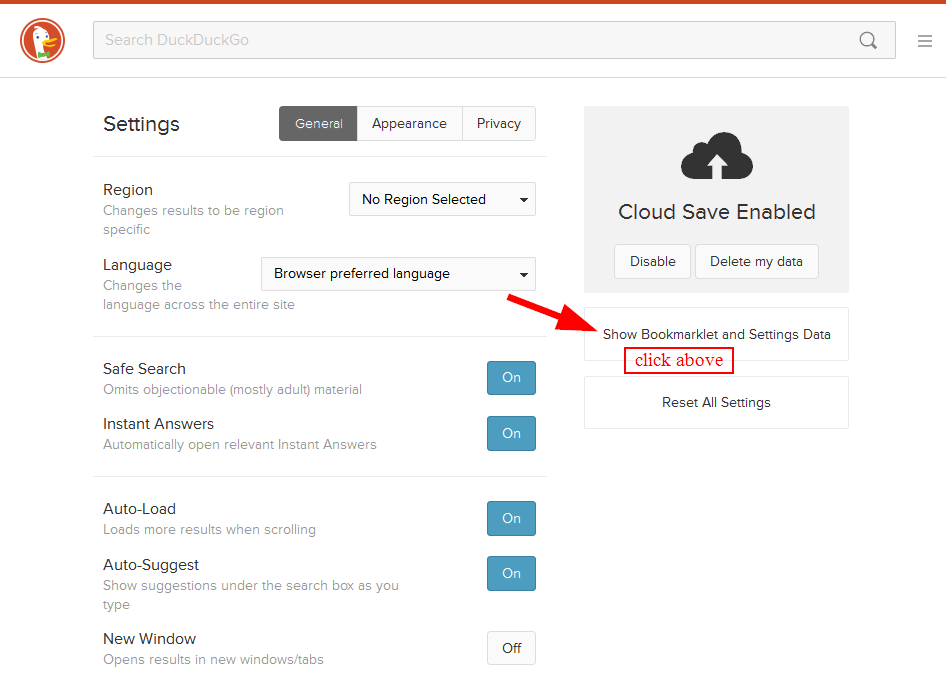 Search DuckDuckGo
Settings
General
Appearance
Privacy
Region
Changes results to be region
specific
No Region Selected
Language
Changes the
language across the entire site
Browser preferred language
Safe Search
Omits objectionable (mostly adult) material
On
Instant Answers
Automatically open relevant Instant Answers
On
Auto-Load
Loads more results when scrolling
On
Auto-Suggest
Show suggestions under the search box as you
type
On
New Window
Opens results in new windows/tabs
Off
Cloud Save Enabled
Disable
Delete my data
Show Bookmarklet and Settings Data
click above
Reset All Settings